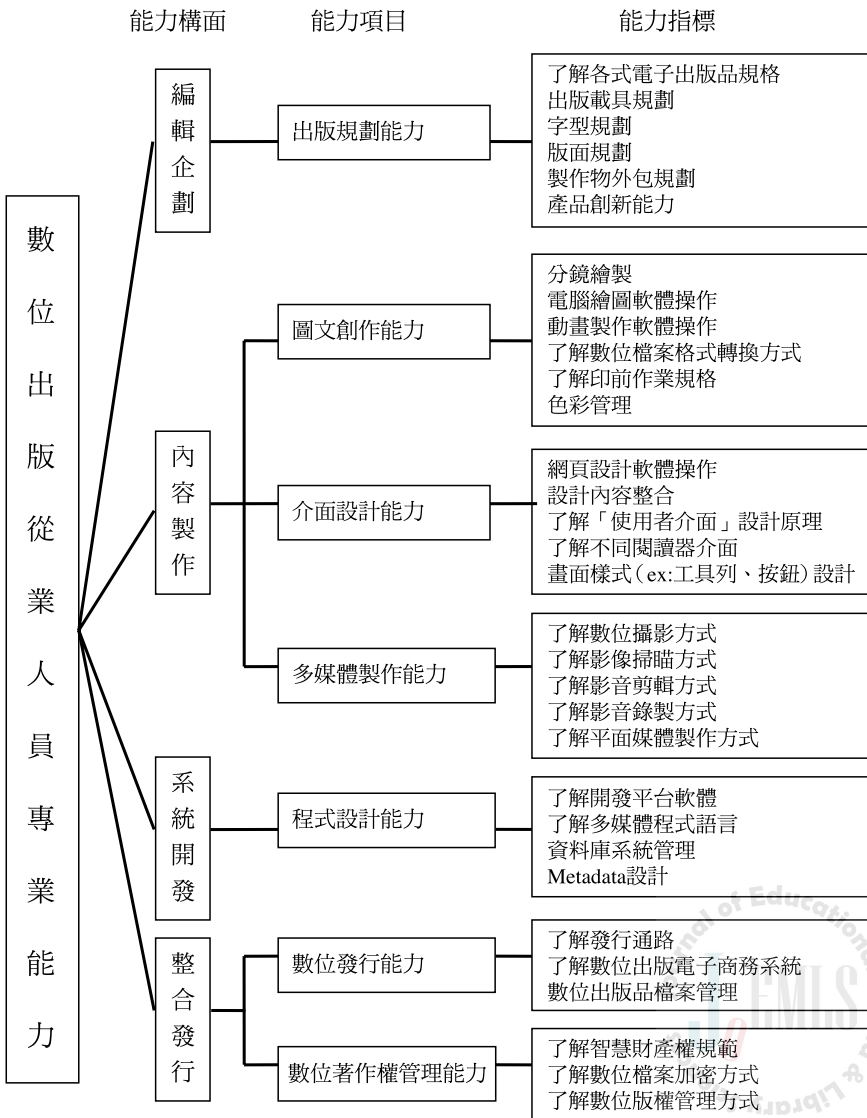 能力構面 能力項目 能力指標
數位出版從業人員專業能力
編輯企劃
出版規劃能力
了解各式電子出版品規格
出版載具規劃
字型規劃
版面規劃
製作物外包規劃
產品創新能力
內容製作
圖文創作能力
分鏡繪製
電腦繪圖軟體操作
動畫製作軟體操作
了解數位檔案格式轉換方式
了解印前作業規格
色彩管理
介面設計能力
網頁設計軟體操作
設計內容整合
了解「使用者介面」設計原理
了解不同閱讀器介面
畫面樣式(ex:工具列、按鈕)設計
多媒體製作能力
了解數位攝影方式
了解影像掃瞄方式
了解影音剪輯方式
了解影音錄製方式
了解平面媒體製作方式
系統開發
程式設計能力
了解開發平台軟體
了解多媒體程式語言
資料庫系統管理
Metadata設計
整合發行
數位發行能力
了解發行通路
了解數位出版電子商務系統
數位出版品檔案管理
數位著作權管理能力
了解智慧財產權規範
了解數位檔案加密方式
了解數位版權管理方式